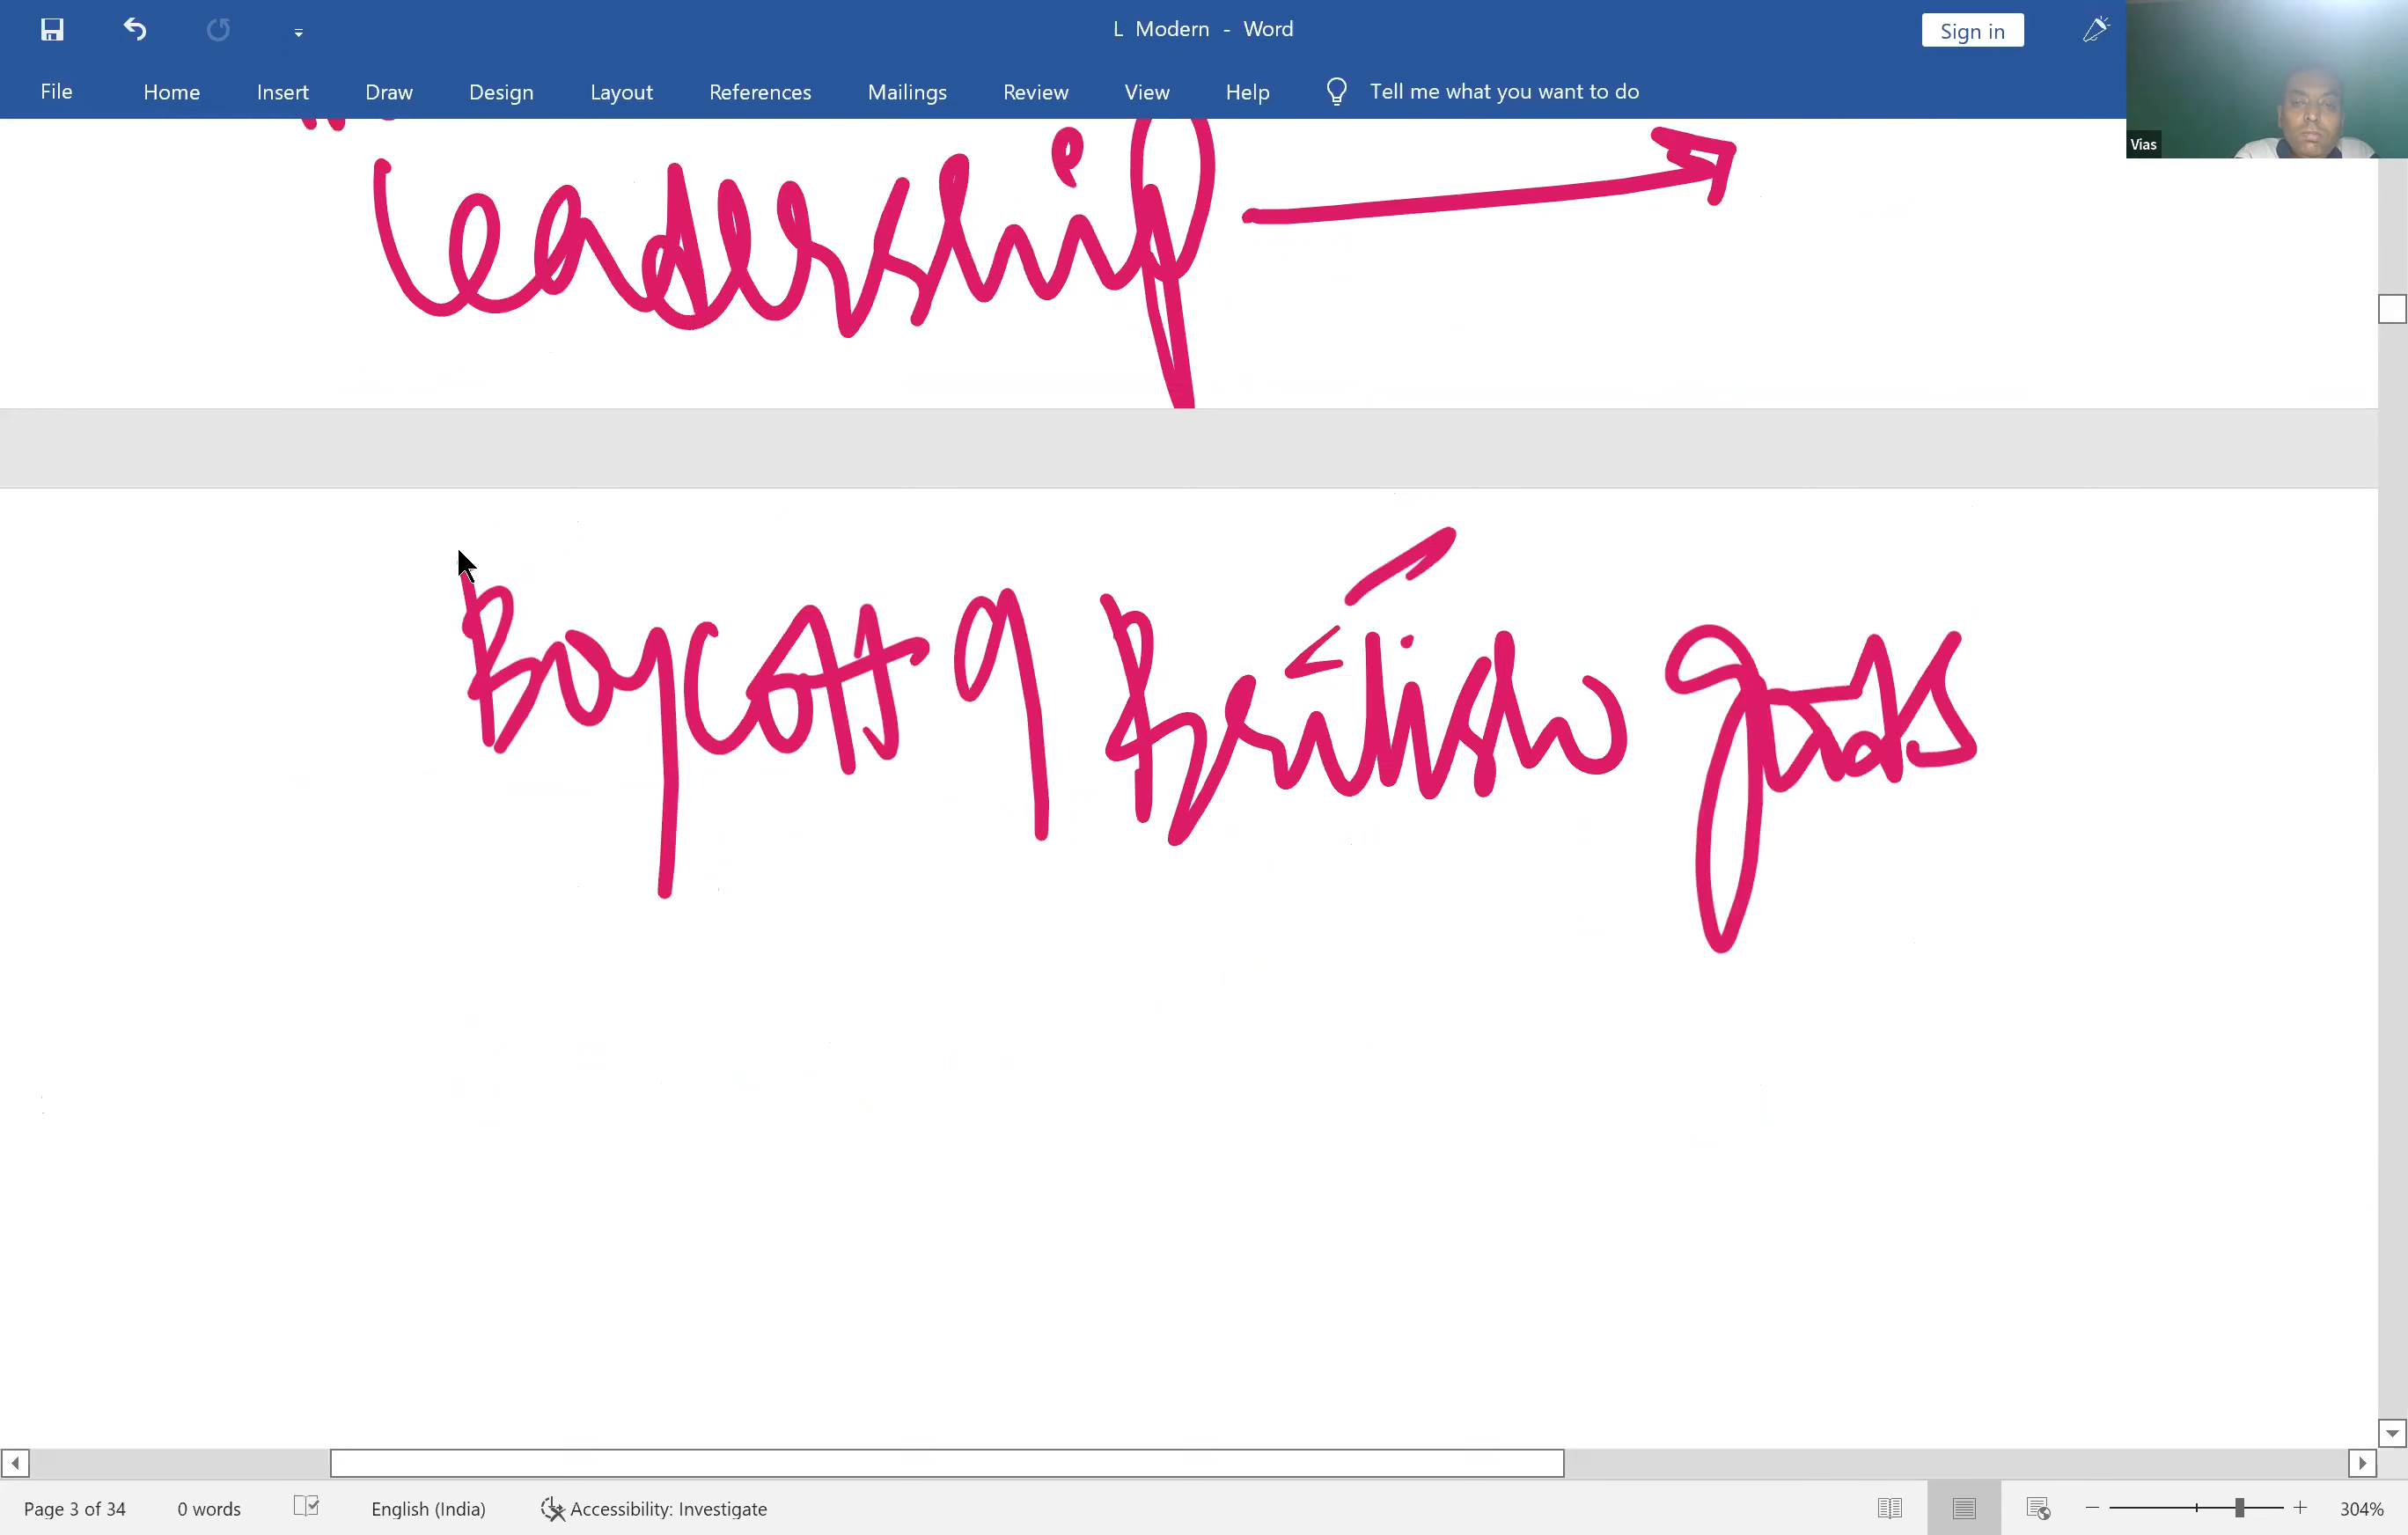 L Modern - Word
Sign in
File Home Insert Draw Design Layout References Mailings Review View Help Tell me what you want to do
Vias
Leadership
Boycott of British goods
Page 3 of 34 0 words English (India) Accessibility: Investigate 304%